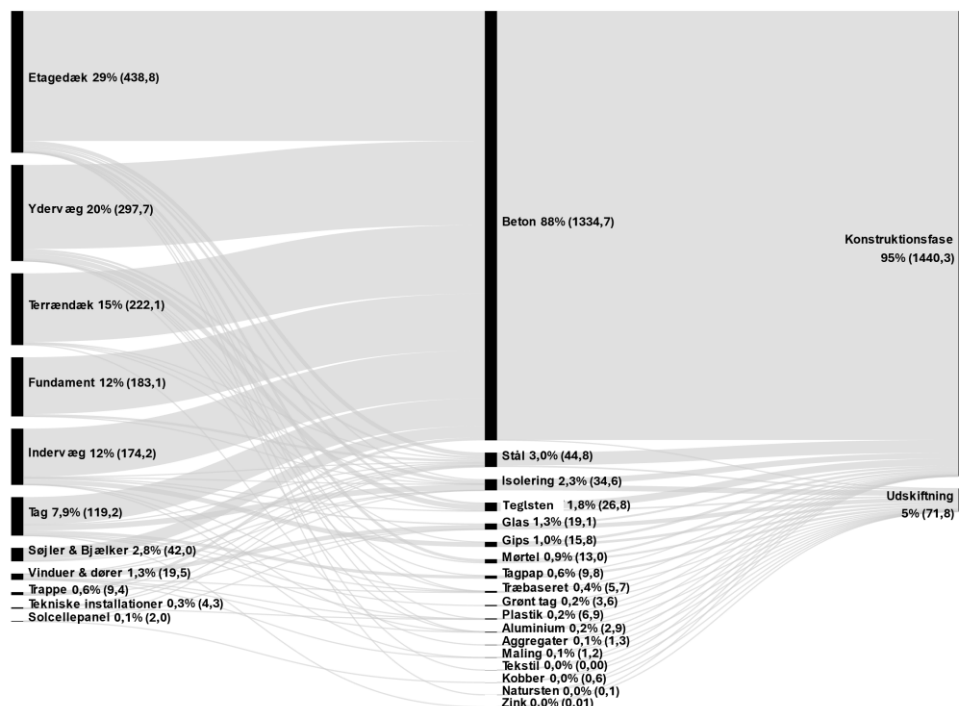 Etagedæk 29% (438,8)
Ydervæg 20% (297,7)
Terrændæk 15% (222,1)
Fundament 12% (183,1)
Indervæg 12% (174,2)
Tag 7,9% (119,2)
Søjler & Bjælker 2,8% (42,0)
Vinduer & dører 1,3% (19,5)
Trappe 0,6% (9,4)
Tekniske installationer 0,3% (4,3)
Solcellepanel 0,1% (2,0)
Beton 88% (1334,7)
Stål 3,0% (44,8)
Isolering 2,3% (34,6)
Teglsten 1,8% (26,8)
Glas 1,3% (19,1)
Gips 1,0% (15,8)
Mørtel 0,9% (13,0)
Tagpap 0,6% (9,8)
Træbaseret 0,4% (5,7)
Grønt tag 0,2% (3,6)
Plastik 0,2% (6,9)
Aluminium 0,2% (2,9)
Aggregater 0,1% (1,3)
Maling 0,1% (1,2)
Tekstil 0,0% (0,00)
Kobber 0,0% (0,6)
Natursten 0,0% (0,1)
Zink 0,0% (0,01)
Konstruktionsfase
95% (1440,3)
Udskiftning
5% (71,8)